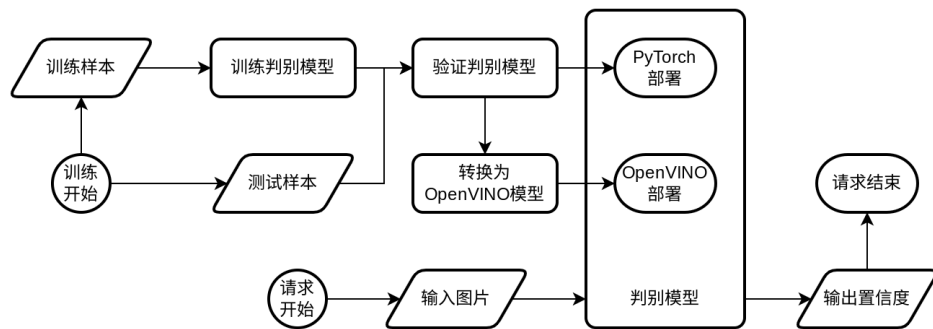 训练样本
训练判别模型
验证判别模型
PyTorch
部署
训练
开始
测试样本
转换为
OpenVINO模型
OpenVINO
部署
请求结束
请求
开始
输入图片
判别模型
输出置信度